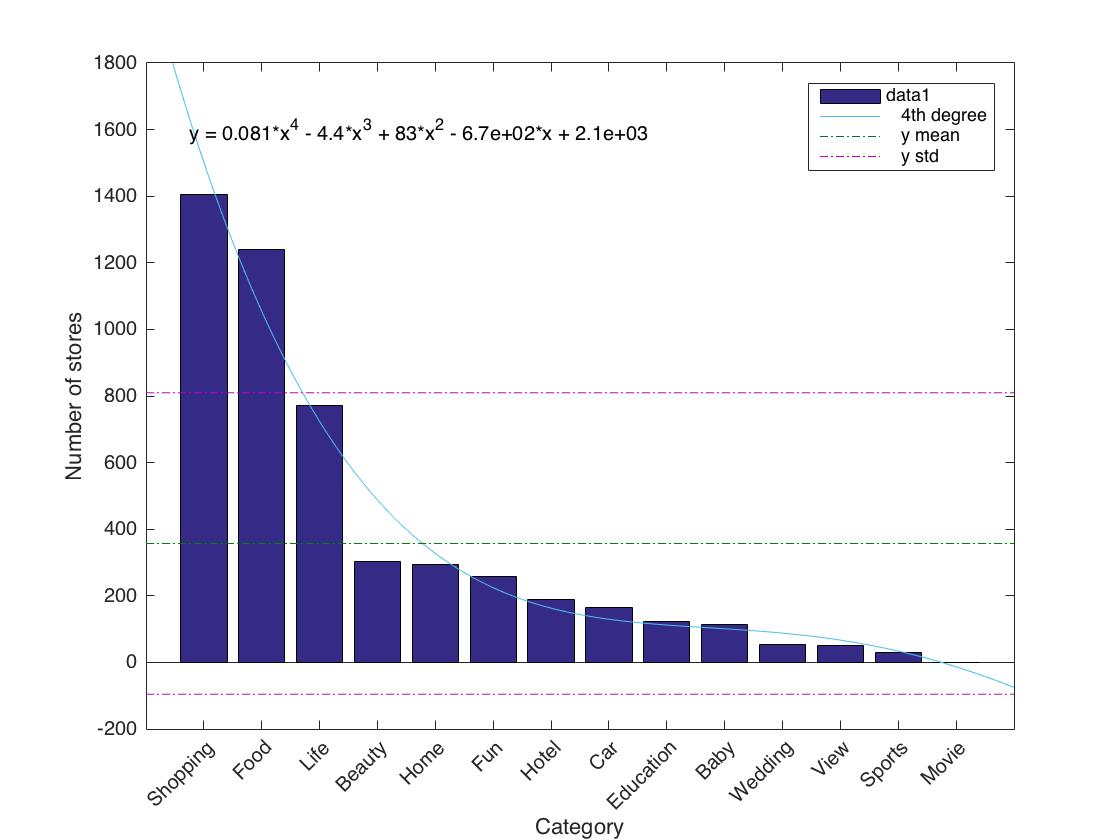 1800
1600
1400
1200
1000
800
600
400
200
0
-200
Number of stores
y = 0.081*x^4 - 4.4*x^3 + 83*x^2 - 6.7e+02*x + 2.1e+03
data1
4th degree
y mean
y std
Shopping
Food
Life
Beauty
Home
Fun
Hotel
Car
Education
Baby
Wedding
View
Sports
Movie
Category